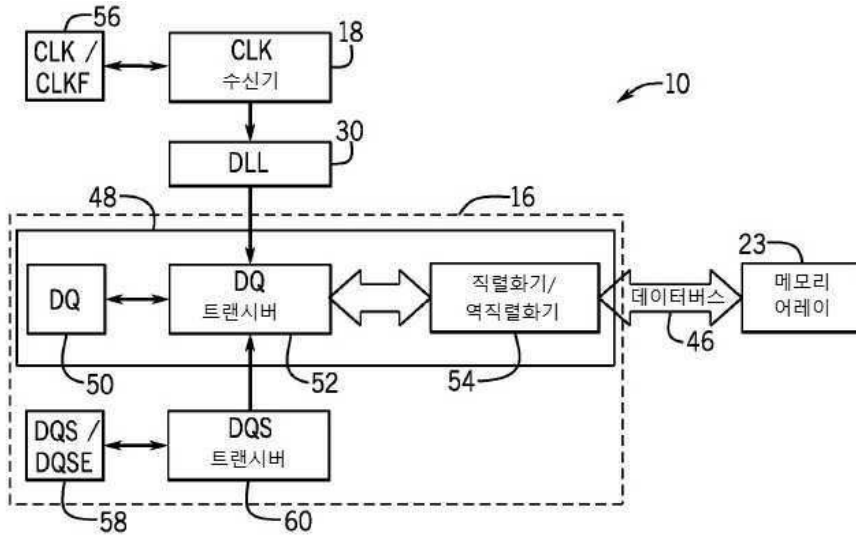 56
CLK /
CLKF
CLK
수신기
18
10
DLL
30
48
16
DQ
DQ
트랜시버
직렬화기/
역직렬화기
데이터버스
23
메모리
어레이
50
52
54
46
DQS /
DQSE
DQS
트랜시버
58
60